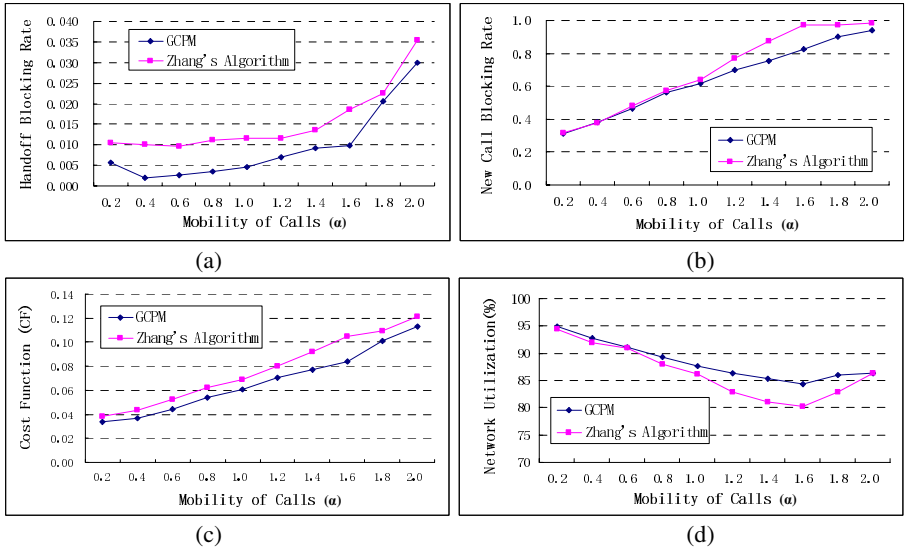 Handoff Blocking Rate
0.040
0.035
0.030
0.025
0.020
0.015
0.010
0.005
0.000
GCPM
Zhang's Algorithm
0.2 0.4 0.6 0.8 1.0 1.2 1.4 1.6 1.8 2.0
Mobility of Calls (α)
(a)
New Call Blocking Rate
1.0
0.8
0.6
0.4
0.2
0.0
GCPM
Zhang's Algorithm
0.2 0.4 0.6 0.8 1.0 1.2 1.4 1.6 1.8 2.0
Mobility of Calls (α)
(b)
Cost Function (CF)
0.14
0.12
0.10
0.08
0.06
0.04
0.02
0.00
GCPM
Zhang's Algorithm
0.2 0.4 0.6 0.8 1.0 1.2 1.4 1.6 1.8 2.0
Mobility of Calls (α)
(c)
Network Utilization(%)
100
95
90
85
80
75
70
GCPM
Zhang's Algorithm
0.2 0.4 0.6 0.8 1.0 1.2 1.4 1.6 1.8 2.0
Mobility of Calls (α)
(d)